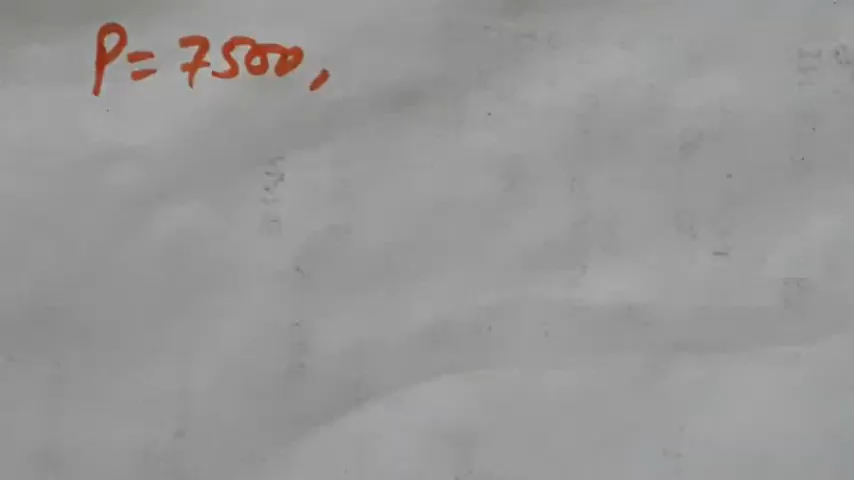 P = 7500,